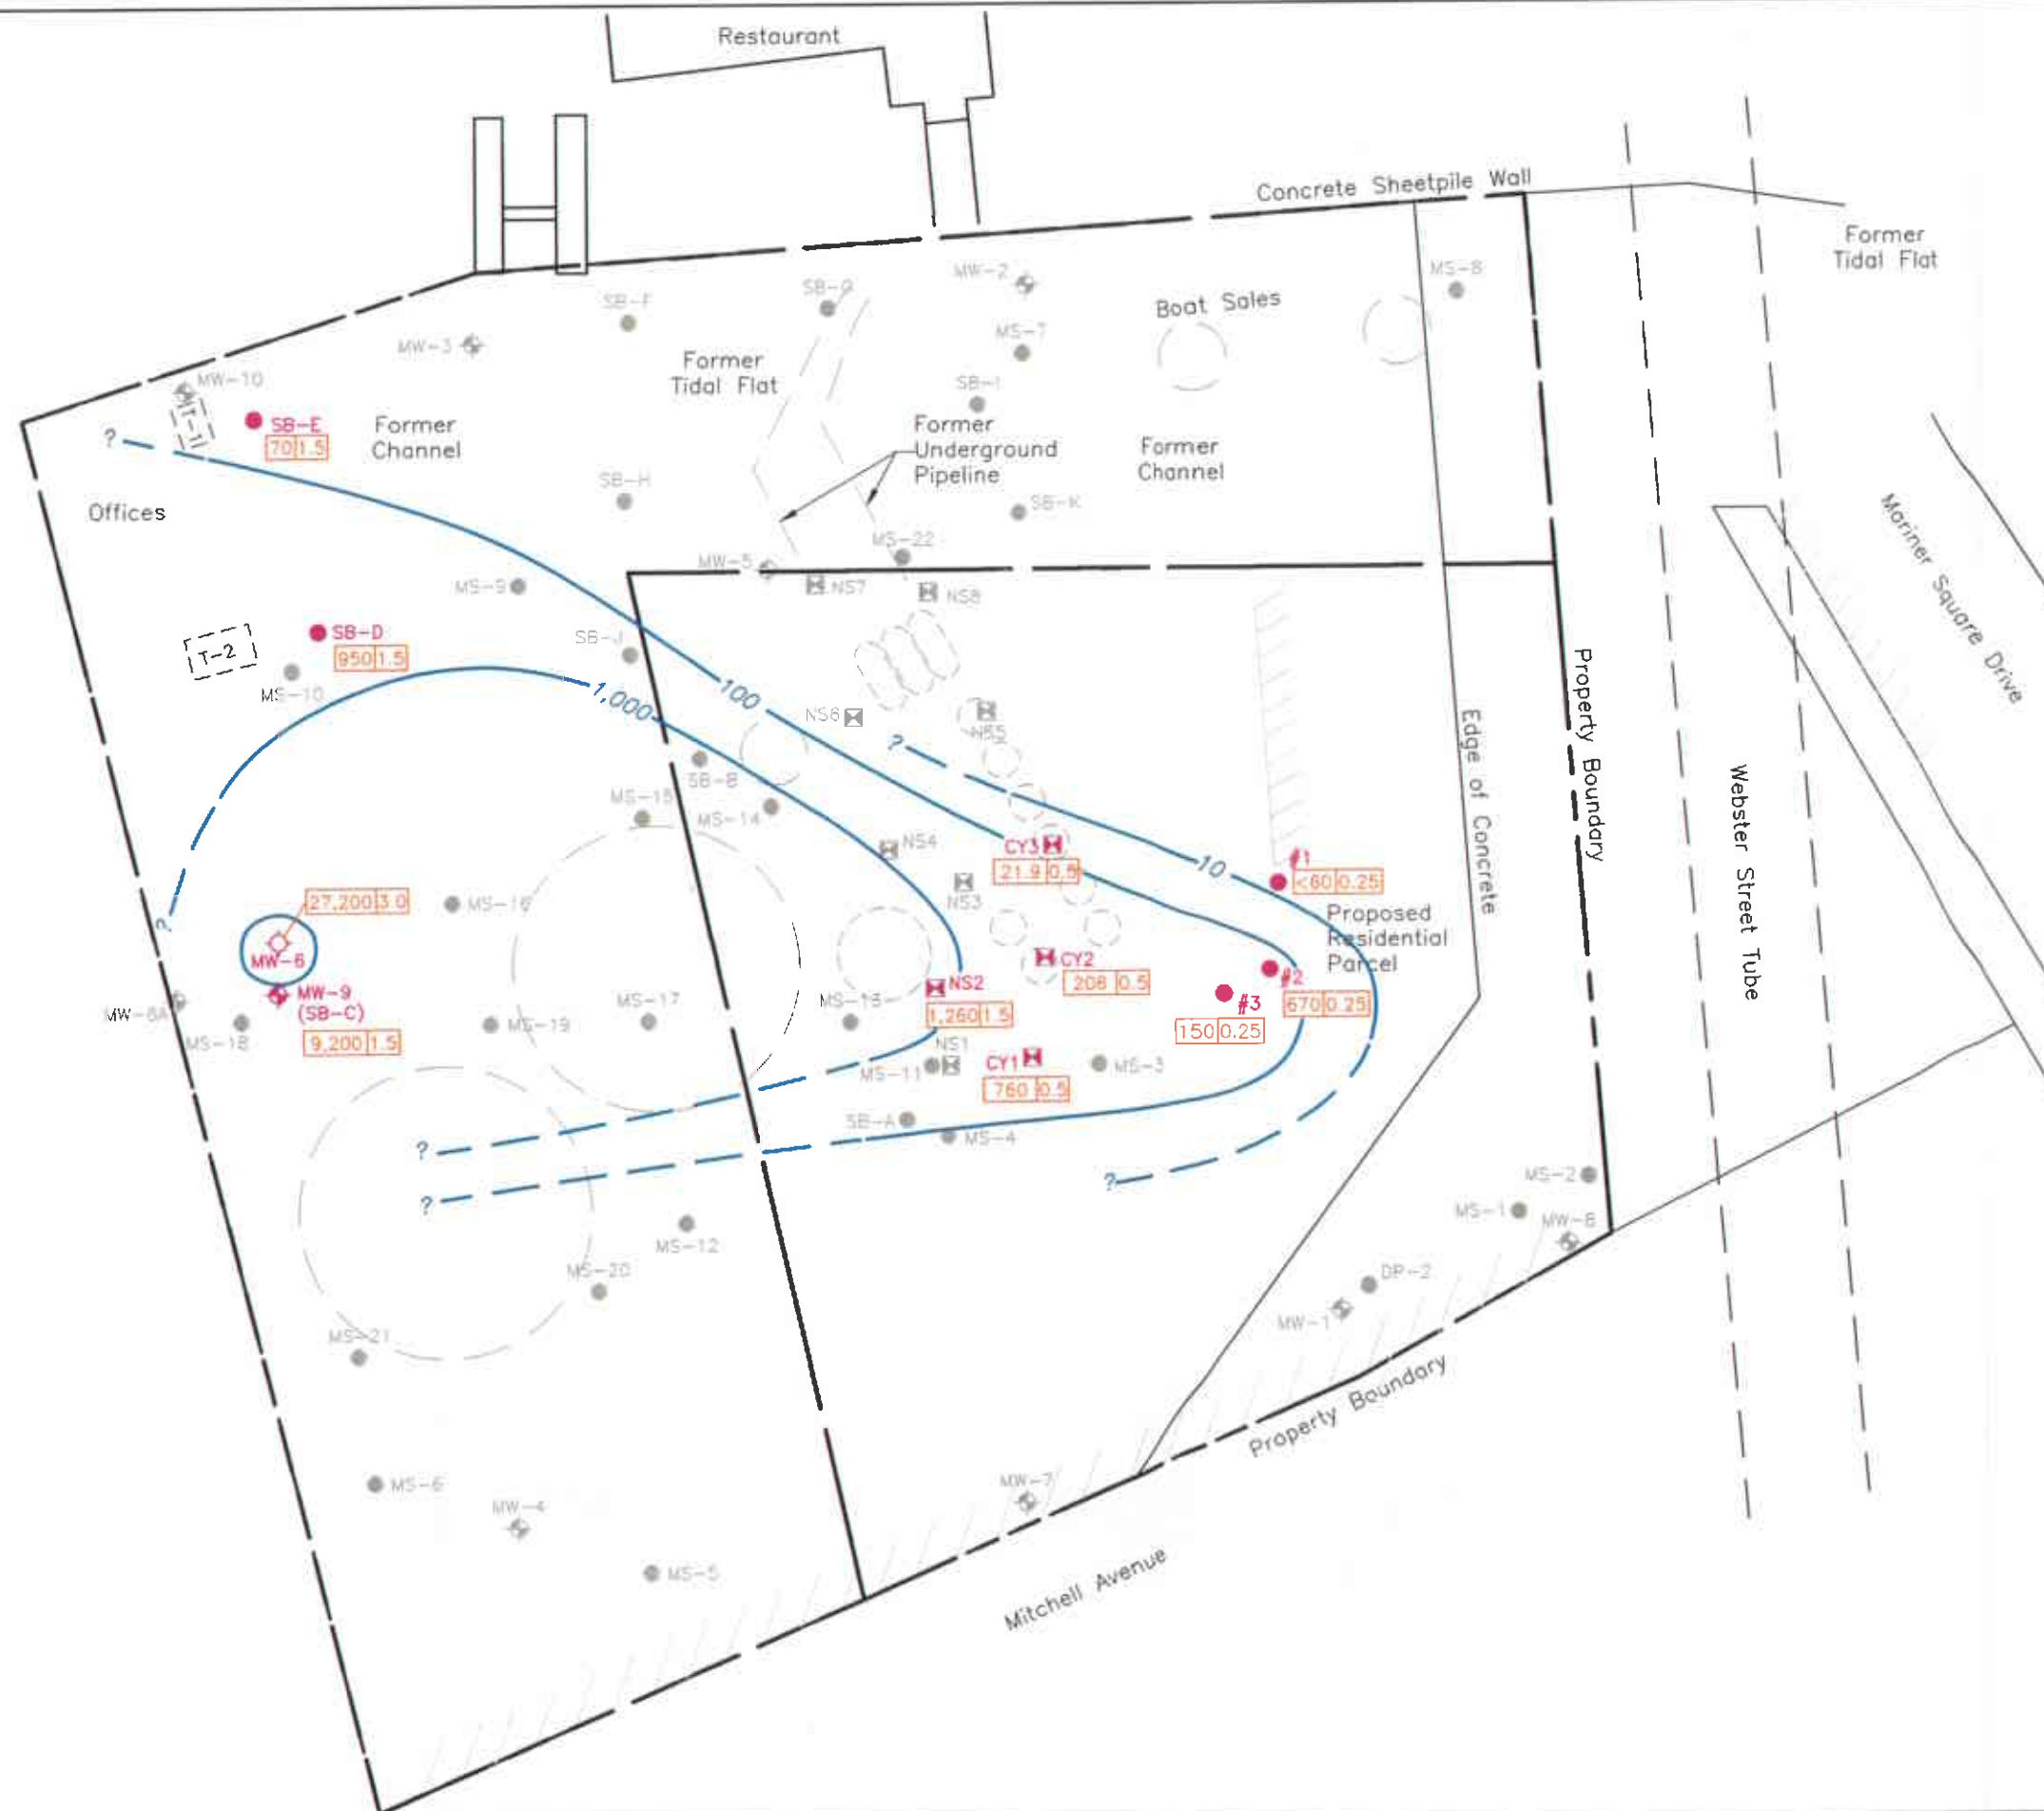 Restaurant
Concrete Sheetpile Wall
Former
Tidal Flat
MW-2
MS-8
SB-F
SB-G
Boat Sales
MS-7
MW-3
Former
Tidal Flat
MW-10
SB-I
T-1
SB-E
70 1.5
?
Former
Channel
Former
Underground
Pipeline
Former
Channel
Offices
SB-H
SB-K
Mariner Square Drive
MS-22
MW-5
MS-9
NS7
NS8
SB-D
950 1.5
T-2
SB-J
MS-10
1,000
100
NS6
NS5
?
Property Boundary
Edge of Concrete
Webster Street Tube
SB-B
MS-15
MS-14
NS4
CY3
21.9 0.5
10
#1
<60 0.25
NS3
27,200 3.0
MS-16
?
Proposed
Residential
Parcel
MW-6
CY2
206 0.5
#2
670 0.25
MW-9
(SB-C)
9,200 1.5
NS2
1,260 1.5
#3
150 0.25
MW-8A
MS-18
MS-19
MS-17
MS-13
NS1
MS-11
CY1
760 0.5
MS-3
SB-A
MS-4
?
?
?
MS-2
MS-1
MW-8
MS-12
MS-20
DP-2
MW-1
MS-21
Property Boundary
MS-6
MW-4
MW-7
MS-5
Mitchell Avenue